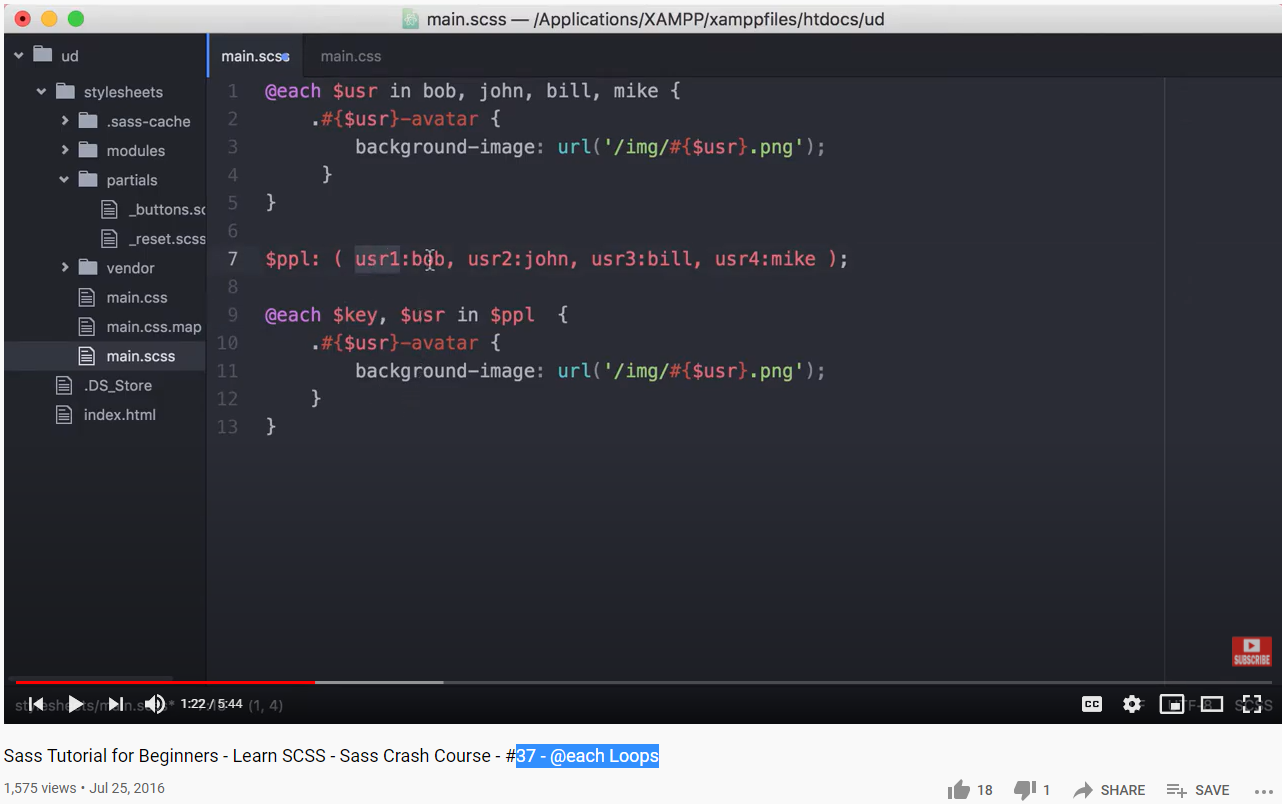 main.scss — /Applications/XAMPP/xamppfiles/htdocs/ud
ud
stylesheets
.sass-cache
modules
partials
_buttons.sc
_reset.scss
vendor
main.css
main.css.map
main.scss
.DS_Store
index.html
main.scss
main.css
1 @each $usr in bob, john, bill, mike {
2 .#{$usr}-avatar {
3 background-image: url('/img/#{$usr}.png');
4 }
5 }
6
7 $ppl: ( usr1:bob, usr2:john, usr3:bill, usr4:mike );
8
9 @each $key, $usr in $ppl {
10 .#{$usr}-avatar {
11 background-image: url('/img/#{$usr}.png');
12 }
13 }
SUBSCRIBE
1:22 / 5:44 (1, 4)
CC
Sass Tutorial for Beginners - Learn SCSS - Sass Crash Course - #37 - @each Loops
1,575 views • Jul 25, 2016
18 1 SHARE SAVE